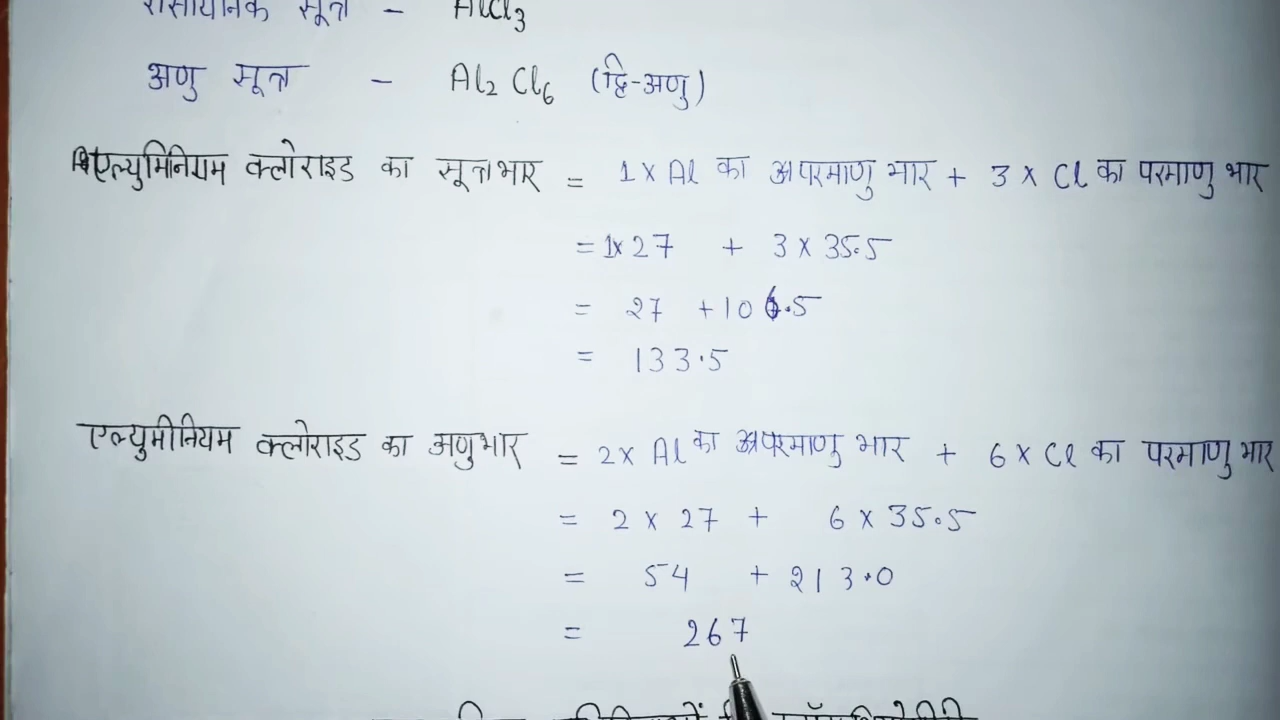 रासायनिक सूत्र - AlCl3
अणु सूत्र - Al2 Cl6 (द्वि-अणु)
एल्युमिनियम क्लोराइड का सूत्रभार = 1 x Al का परमाणु भार + 3 x Cl का परमाणु भार
= 1x27 + 3 x 35.5
= 27 + 106.5
= 133.5
एल्युमीनियम क्लोराइड का अणुभार = 2x Al का परमाणु भार + 6 x Cl का परमाणु भार
= 2 x 27 + 6 x 35.5
= 54 + 213.0
= 267